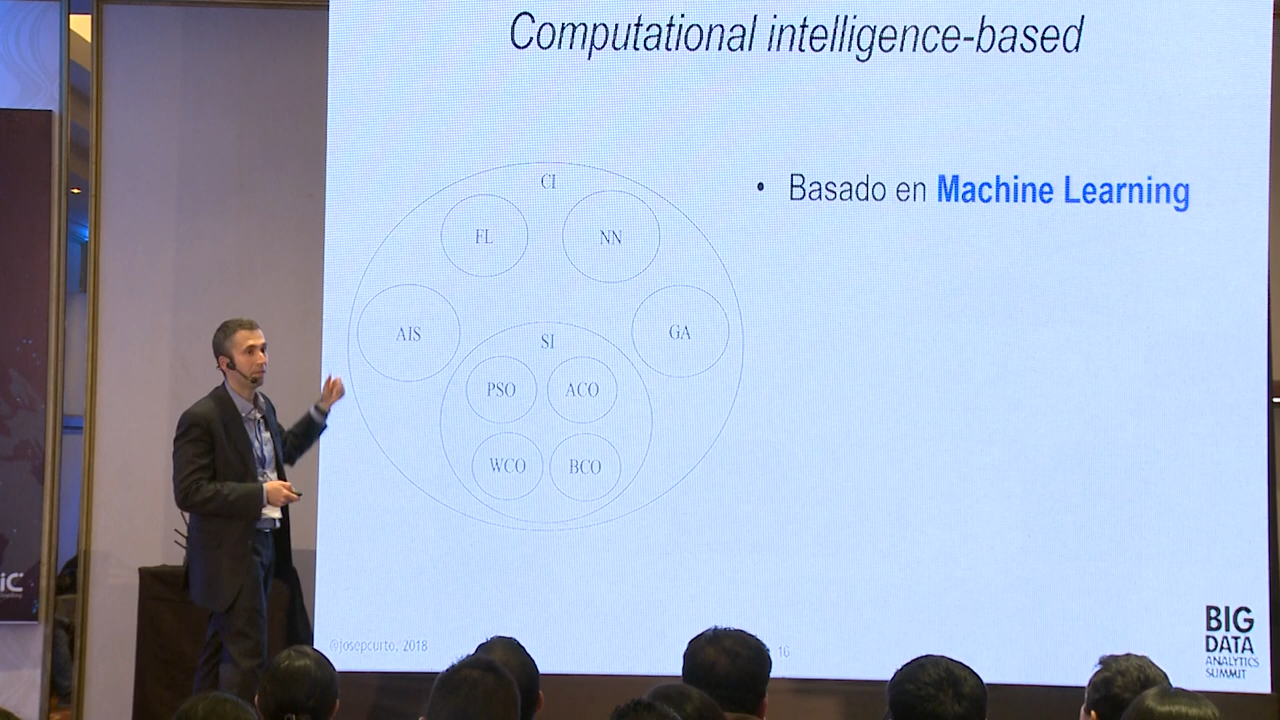 Computational intelligence-based
CI
FL
NN
AIS
GA
SI
PSO
ACO
WCO
BCO
• Basado en Machine Learning
@josepcurto, 2018
16
BIG
DATA
ANALYTICS
SUMMIT
iC